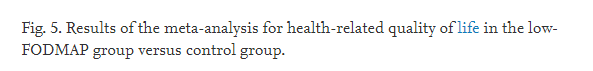 Fig. 5. Results of the meta-analysis for health-related quality of life in the low-
FODMAP group versus control group.